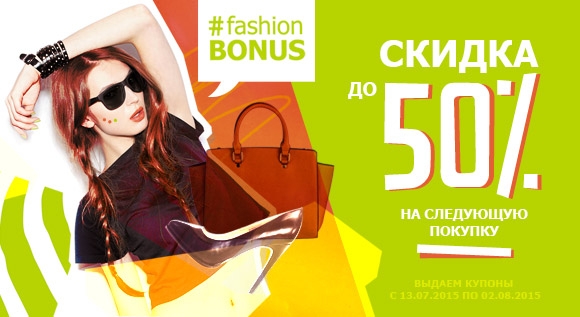 #fashion
BONUS
СКИДКА
ДО 50%
НА СЛЕДУЮЩУЮ
ПОКУПКУ
ВЫДАЕМ КУПОНЫ
С 13.07.2015 ПО 02.08.2015